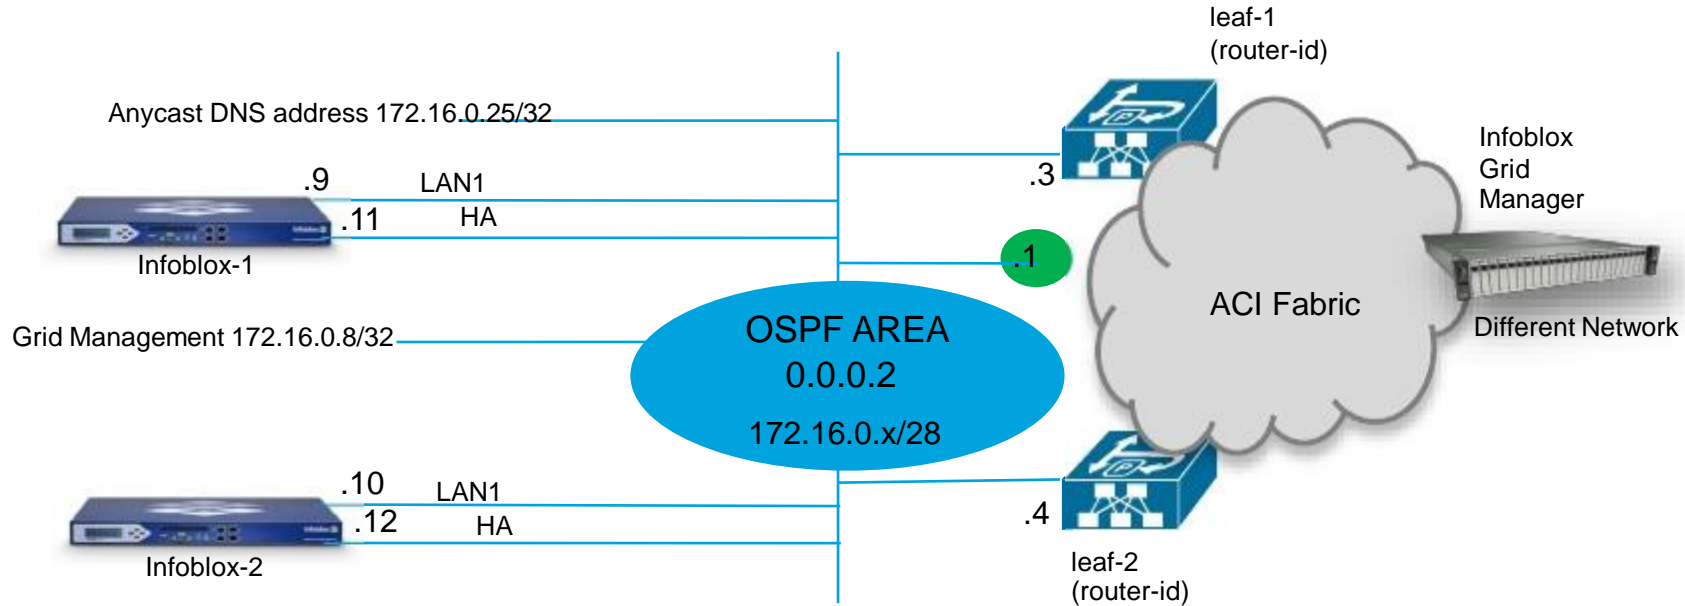 leaf-1
(router-id)
Anycast DNS address 172.16.0.25/32
Infoblox
Grid
Manager
.3
.9
LAN1
.11
HA
Infoblox-1
.1
ACI Fabric
Different Network
Grid Management 172.16.0.8/32
OSPF AREA
0.0.0.2
172.16.0.x/28
.10
LAN1
.12
HA
Infoblox-2
.4
leaf-2
(router-id)
P
P